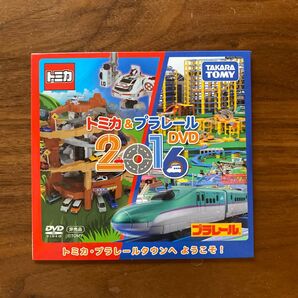 トミカ
TAKARA
TOMY
トミカ&プラレール
DVD
2016
プラレール
DVD
VIDEO
非売品
トミカ・プラレールタウンへ ようこそ!